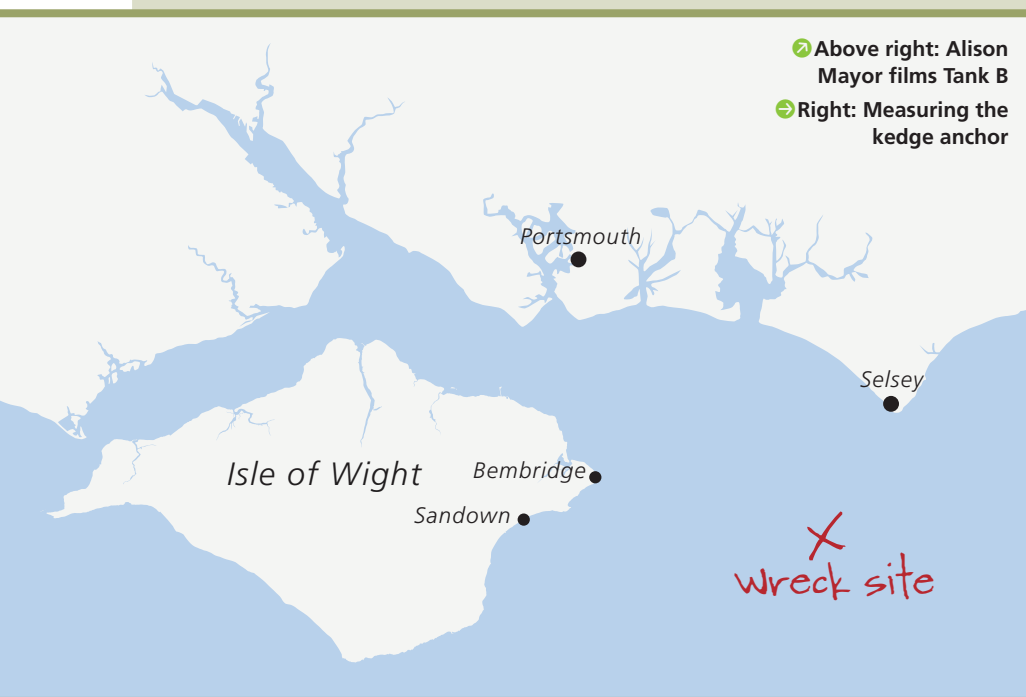 Above right: Alison
Mayor films Tank B
Right: Measuring the
kedge anchor
Portsmouth
Selsey
Isle of Wight
Bembridge
Sandown
wreck site